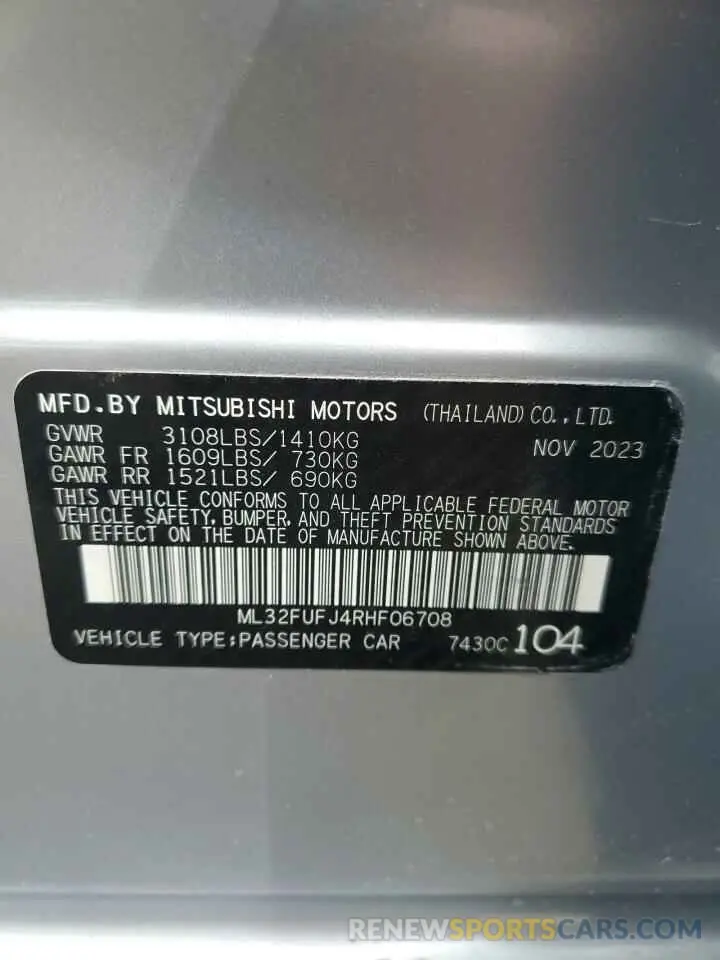 MFD.BY MITSUBISHI MOTORS (THAILAND) CO.,LTD.
GVWR 3108LBS/1410KG NOV 2023
GAWR FR 1609LBS/ 730KG
GAWR RR 1521LBS/ 690KG
THIS VEHICLE CONFORMS TO ALL APPLICABLE FEDERAL MOTOR
VEHICLE SAFETY, BUMPER, AND THEFT PREVENTION STANDARDS
IN EFFECT ON THE DATE OF MANUFACTURE SHOWN ABOVE.
ML32FUFJ4RHF06708
VEHICLE TYPE:PASSENGER CAR 7430C 104
RENEWSPORTSCARS.COM